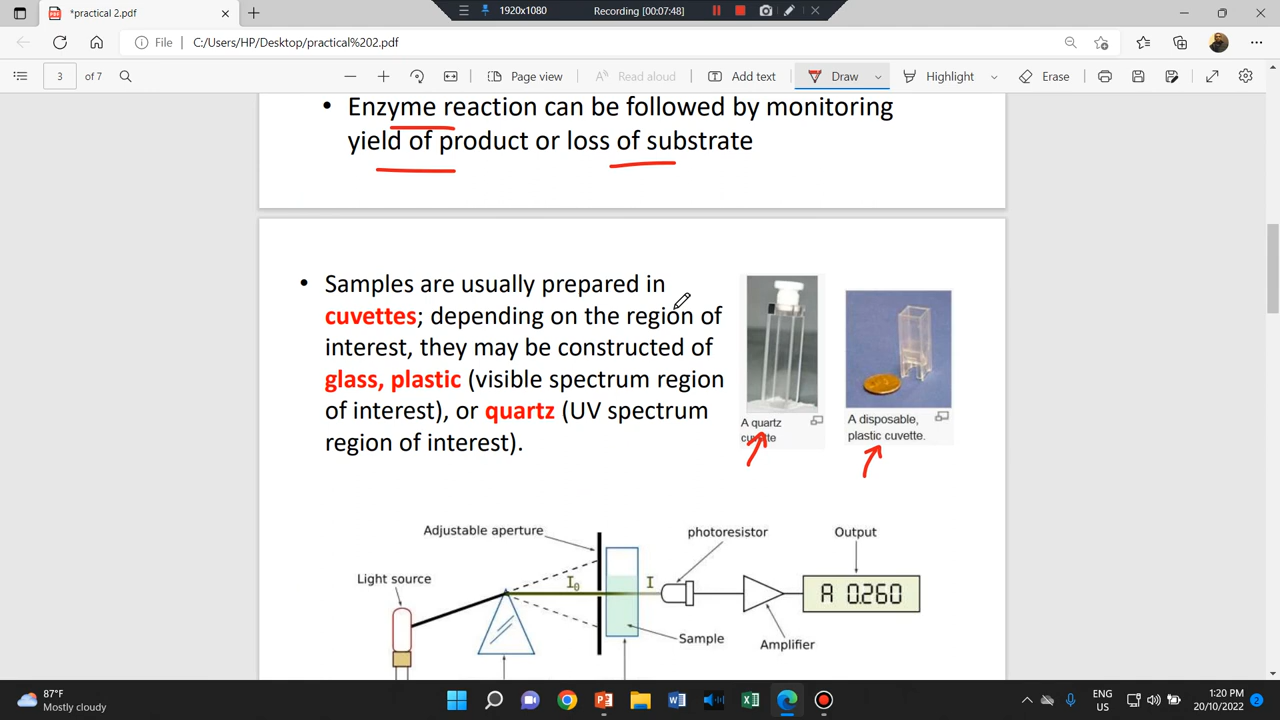 *practical 2.pdf
1920x1080
Recording [00:07:48]
File
C:/Users/HP/Desktop/practical%202.pdf
3 of 7
Page view
Read aloud
Add text
Draw
Highlight
Erase
• Enzyme reaction can be followed by monitoring
yield of product or loss of substrate
• Samples are usually prepared in
cuvettes; depending on the region of
interest, they may be constructed of
glass, plastic (visible spectrum region
of interest), or quartz (UV spectrum
region of interest).
A quartz
cuvette
A disposable,
plastic cuvette.
Adjustable aperture
photoresistor
Output
Light source
I0
I
A 0.260
Sample
Amplifier
87°F
Mostly cloudy
ENG
US
1:20 PM
20/10/2022
2